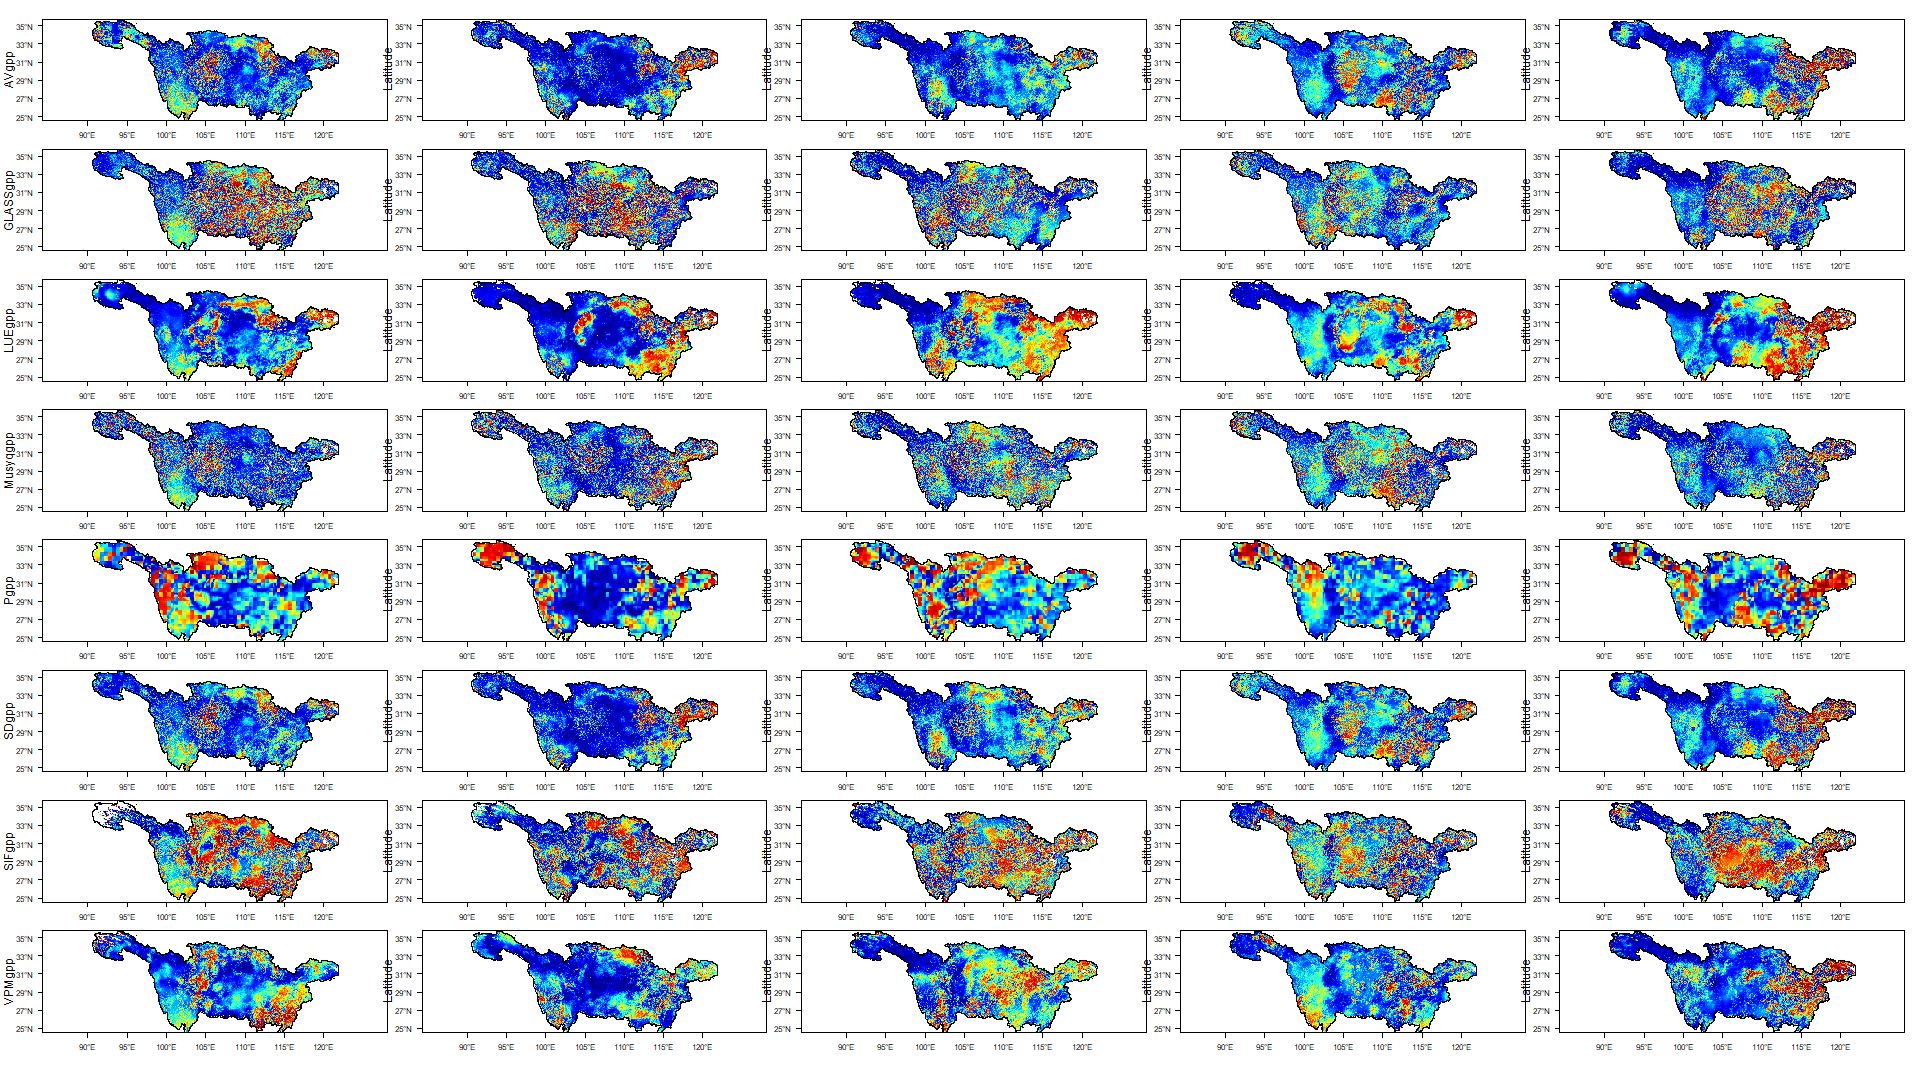 AVgpp Latitude Latitude Latitude Latitude
35°N 35°N 35°N 35°N 35°N
33°N 33°N 33°N 33°N 33°N
31°N 31°N 31°N 31°N 31°N
29°N 29°N 29°N 29°N 29°N
27°N 27°N 27°N 27°N 27°N
25°N 25°N 25°N 25°N 25°N
90°E 95°E 100°E 105°E 110°E 115°E 120°E 90°E 95°E 100°E 105°E 110°E 115°E 120°E 90°E 95°E 100°E 105°E 110°E 115°E 120°E 90°E 95°E 100°E 105°E 110°E 115°E 120°E 90°E 95°E 100°E 105°E 110°E 115°E 120°E
GLASSgpp Latitude Latitude Latitude Latitude
35°N 35°N 35°N 35°N 35°N
33°N 33°N 33°N 33°N 33°N
31°N 31°N 31°N 31°N 31°N
29°N 29°N 29°N 29°N 29°N
27°N 27°N 27°N 27°N 27°N
25°N 25°N 25°N 25°N 25°N
90°E 95°E 100°E 105°E 110°E 115°E 120°E 90°E 95°E 100°E 105°E 110°E 115°E 120°E 90°E 95°E 100°E 105°E 110°E 115°E 120°E 90°E 95°E 100°E 105°E 110°E 115°E 120°E 90°E 95°E 100°E 105°E 110°E 115°E 120°E
LUEgpp Latitude Latitude Latitude Latitude
35°N 35°N 35°N 35°N 35°N
33°N 33°N 33°N 33°N 33°N
31°N 31°N 31°N 31°N 31°N
29°N 29°N 29°N 29°N 29°N
27°N 27°N 27°N 27°N 27°N
25°N 25°N 25°N 25°N 25°N
90°E 95°E 100°E 105°E 110°E 115°E 120°E 90°E 95°E 100°E 105°E 110°E 115°E 120°E 90°E 95°E 100°E 105°E 110°E 115°E 120°E 90°E 95°E 100°E 105°E 110°E 115°E 120°E 90°E 95°E 100°E 105°E 110°E 115°E 120°E
Musyqgpp Latitude Latitude Latitude Latitude
35°N 35°N 35°N 35°N 35°N
33°N 33°N 33°N 33°N 33°N
31°N 31°N 31°N 31°N 31°N
29°N 29°N 29°N 29°N 29°N
27°N 27°N 27°N 27°N 27°N
25°N 25°N 25°N 25°N 25°N
90°E 95°E 100°E 105°E 110°E 115°E 120°E 90°E 95°E 100°E 105°E 110°E 115°E 120°E 90°E 95°E 100°E 105°E 110°E 115°E 120°E 90°E 95°E 100°E 105°E 110°E 115°E 120°E 90°E 95°E 100°E 105°E 110°E 115°E 120°E
Pgpp Latitude Latitude Latitude Latitude
35°N 35°N 35°N 35°N 35°N
33°N 33°N 33°N 33°N 33°N
31°N 31°N 31°N 31°N 31°N
29°N 29°N 29°N 29°N 29°N
27°N 27°N 27°N 27°N 27°N
25°N 25°N 25°N 25°N 25°N
90°E 95°E 100°E 105°E 110°E 115°E 120°E 90°E 95°E 100°E 105°E 110°E 115°E 120°E 90°E 95°E 100°E 105°E 110°E 115°E 120°E 90°E 95°E 100°E 105°E 110°E 115°E 120°E 90°E 95°E 100°E 105°E 110°E 115°E 120°E
SDgpp Latitude Latitude Latitude Latitude
35°N 35°N 35°N 35°N 35°N
33°N 33°N 33°N 33°N 33°N
31°N 31°N 31°N 31°N 31°N
29°N 29°N 29°N 29°N 29°N
27°N 27°N 27°N 27°N 27°N
25°N 25°N 25°N 25°N 25°N
90°E 95°E 100°E 105°E 110°E 115°E 120°E 90°E 95°E 100°E 105°E 110°E 115°E 120°E 90°E 95°E 100°E 105°E 110°E 115°E 120°E 90°E 95°E 100°E 105°E 110°E 115°E 120°E 90°E 95°E 100°E 105°E 110°E 115°E 120°E
SIFgpp Latitude Latitude Latitude Latitude
35°N 35°N 35°N 35°N 35°N
33°N 33°N 33°N 33°N 33°N
31°N 31°N 31°N 31°N 31°N
29°N 29°N 29°N 29°N 29°N
27°N 27°N 27°N 27°N 27°N
25°N 25°N 25°N 25°N 25°N
90°E 95°E 100°E 105°E 110°E 115°E 120°E 90°E 95°E 100°E 105°E 110°E 115°E 120°E 90°E 95°E 100°E 105°E 110°E 115°E 120°E 90°E 95°E 100°E 105°E 110°E 115°E 120°E 90°E 95°E 100°E 105°E 110°E 115°E 120°E
VPMgpp Latitude Latitude Latitude Latitude
35°N 35°N 35°N 35°N 35°N
33°N 33°N 33°N 33°N 33°N
31°N 31°N 31°N 31°N 31°N
29°N 29°N 29°N 29°N 29°N
27°N 27°N 27°N 27°N 27°N
25°N 25°N 25°N 25°N 25°N
90°E 95°E 100°E 105°E 110°E 115°E 120°E 90°E 95°E 100°E 105°E 110°E 115°E 120°E 90°E 95°E 100°E 105°E 110°E 115°E 120°E 90°E 95°E 100°E 105°E 110°E 115°E 120°E 90°E 95°E 100°E 105°E 110°E 115°E 120°E